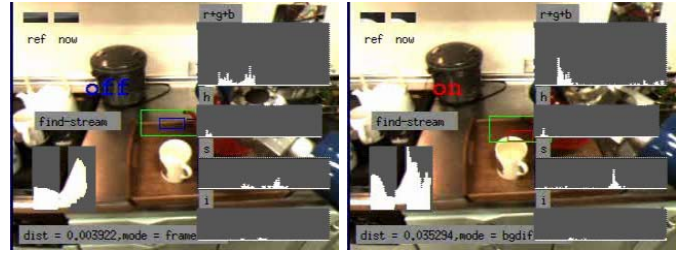 r+g+b
ref now
off
h
find-stream
s
i
dist = 0.003922,mode = frame
r+g+b
ref now
on
h
find-stream
s
i
dist = 0.035294,mode = bgdif